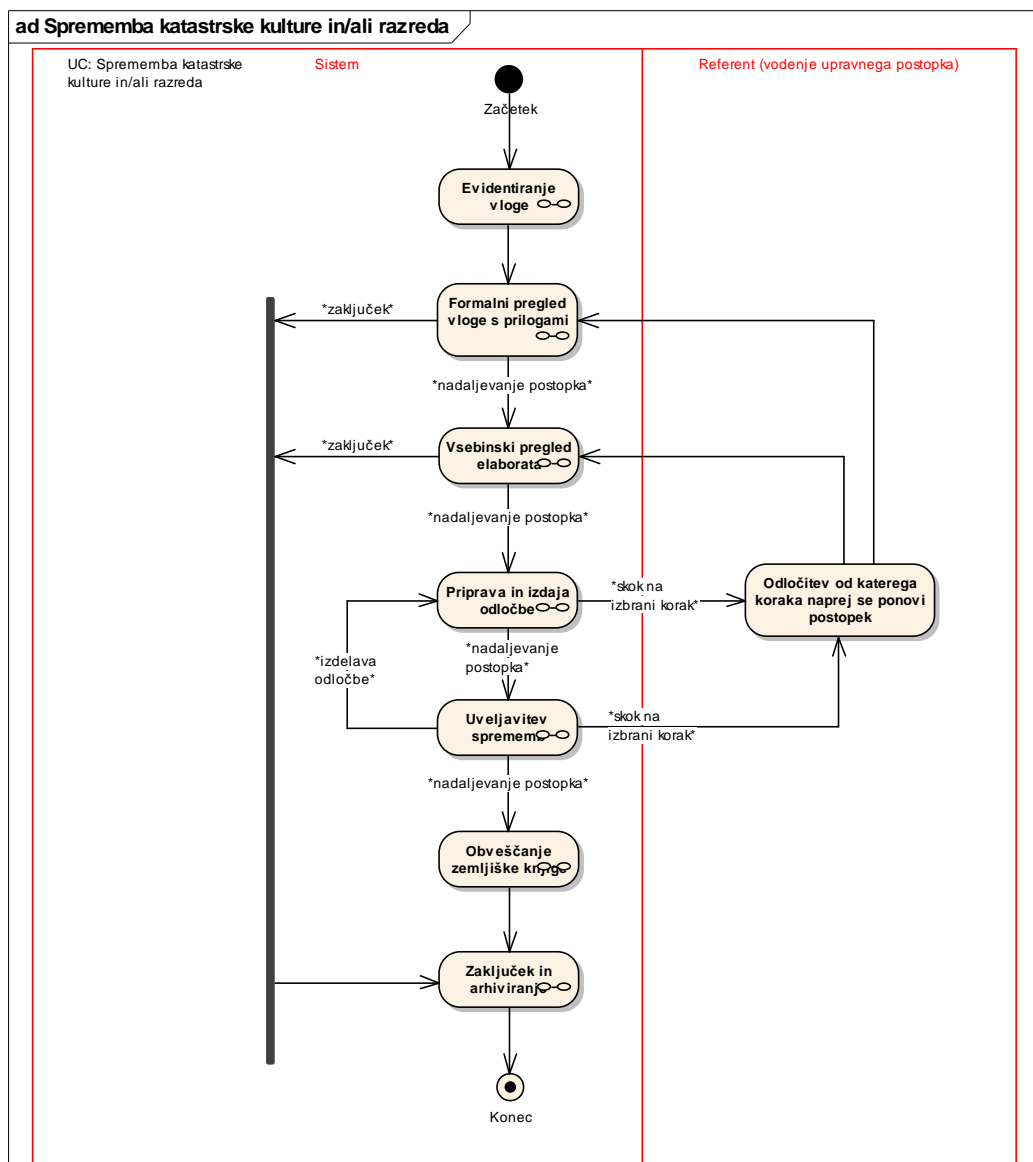 ad Sprememba katastrske kulture in/ali razreda
UC: Sprememba katastrske
kulture in/ali razreda
Sistem
Referent (vodenje upravnega postopka)
Začetek
Evidentiranje
vloge
Formalni pregled
vloge s prilogami
*zaključek*
*nadaljevanje postopka*
Vsebinski pregled
elaborata
*zaključek*
*nadaljevanje postopka*
Priprava in izdaja
odločbe
*skok na
izbrani korak*
Odločitev od katerega
koraka naprej se ponovi
postopek
*nadaljevanje
postopka*
*izdelava
odločbe*
Uveljavitev
sprememb
*skok na
izbrani korak*
*nadaljevanje postopka*
Obveščanje
zemljiške knjige
Zaključek in
arhiviranje
Konec